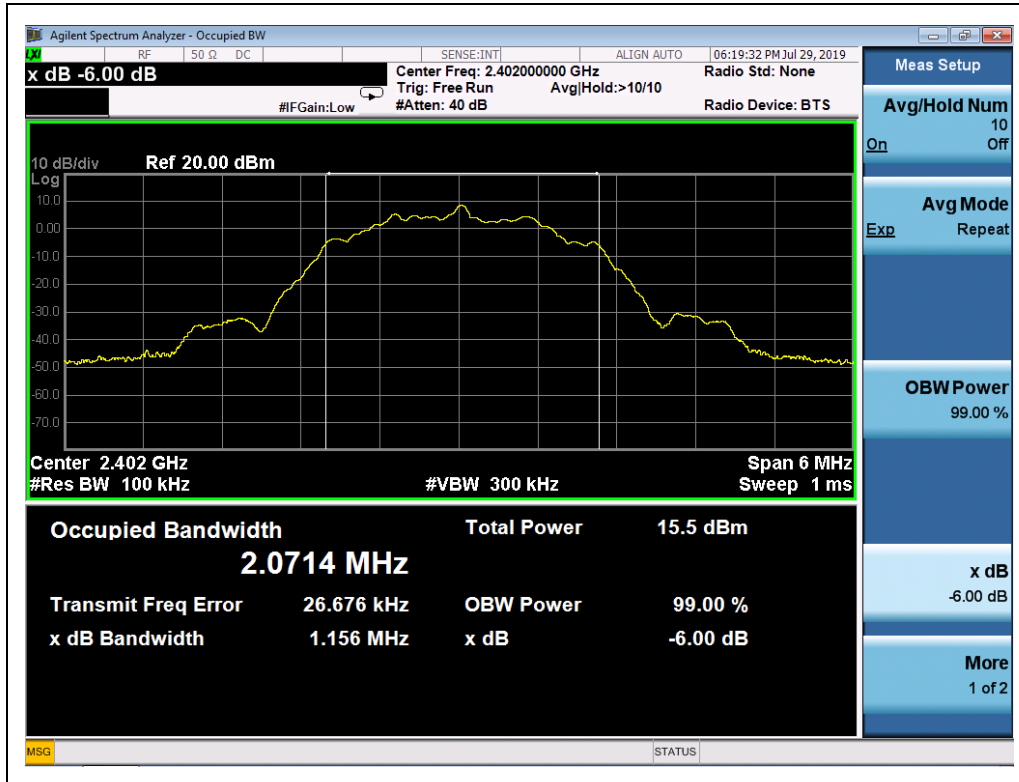 Agilent Spectrum Analyzer - Occupied BW
LXI RF 50 Ω DC SENSE:INT ALIGN AUTO 06:19:32 PM Jul 29, 2019
x dB -6.00 dB
Center Freq: 2.402000000 GHz Radio Std: None
Trig: Free Run Avg|Hold:>10/10
#IFGain:Low #Atten: 40 dB Radio Device: BTS
10 dB/div Ref 20.00 dBm
Log
10.0
0.00
-10.0
-20.0
-30.0
-40.0
-50.0
-60.0
-70.0
Center 2.402 GHz Span 6 MHz
#Res BW 100 kHz #VBW 300 kHz Sweep 1 ms
Occupied Bandwidth Total Power 15.5 dBm
2.0714 MHz
Transmit Freq Error 26.676 kHz OBW Power 99.00 %
x dB Bandwidth 1.156 MHz x dB -6.00 dB
Meas Setup
Avg/Hold Num
10
On Off
Avg Mode
Exp Repeat
OBW Power
99.00 %
x dB
-6.00 dB
More
1 of 2
MSG STATUS